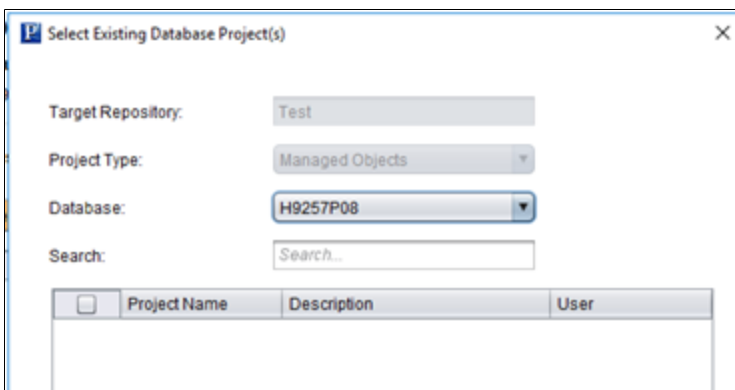 Select Existing Database Project(s)
Target Repository: Test
Project Type: Managed Objects
Database: H9257P08
Search: Search...
Project Name Description User